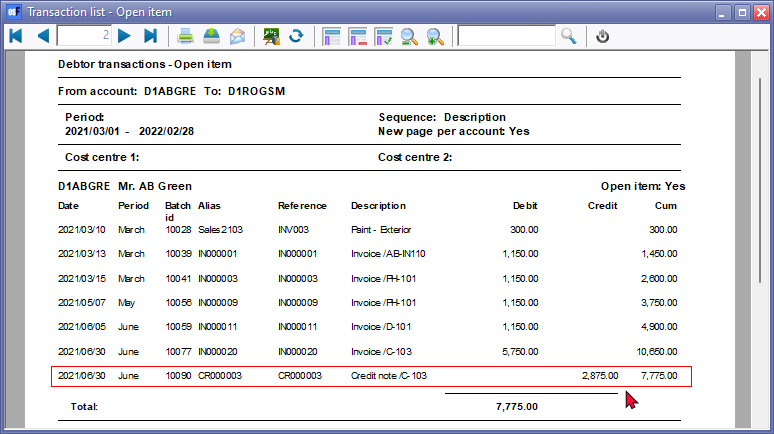 Transaction list - Open item
2
Debtor transactions - Open item
From account: D1ABGRE To: D1ROGSM
Period: Sequence: Description
2021/03/01 - 2022/02/28 New page per account: Yes
Cost centre 1: Cost centre 2:
D1ABGRE Mr. AB Green Open item: Yes
Date Period Batch id Alias Reference Description Debit Credit Cum
2021/03/10 March 10028 Sales2103 INV003 Paint - Exterior 300.00 300.00
2021/03/13 March 10039 IN000001 IN000001 Invoice /AB-IN110 1,150.00 1,450.00
2021/03/15 March 10041 IN000003 IN000003 Invoice /FH-101 1,150.00 2,600.00
2021/05/07 May 10056 IN000009 IN000009 Invoice /FH-101 1,150.00 3,750.00
2021/06/05 June 10059 IN000011 IN000011 Invoice /D-101 1,150.00 4,900.00
2021/06/30 June 10077 IN000020 IN000020 Invoice /C-103 5,750.00 10,650.00
2021/06/30 June 10090 CR000003 CR000003 Credit note /C-103 2,875.00 7,775.00
Total: 7,775.00